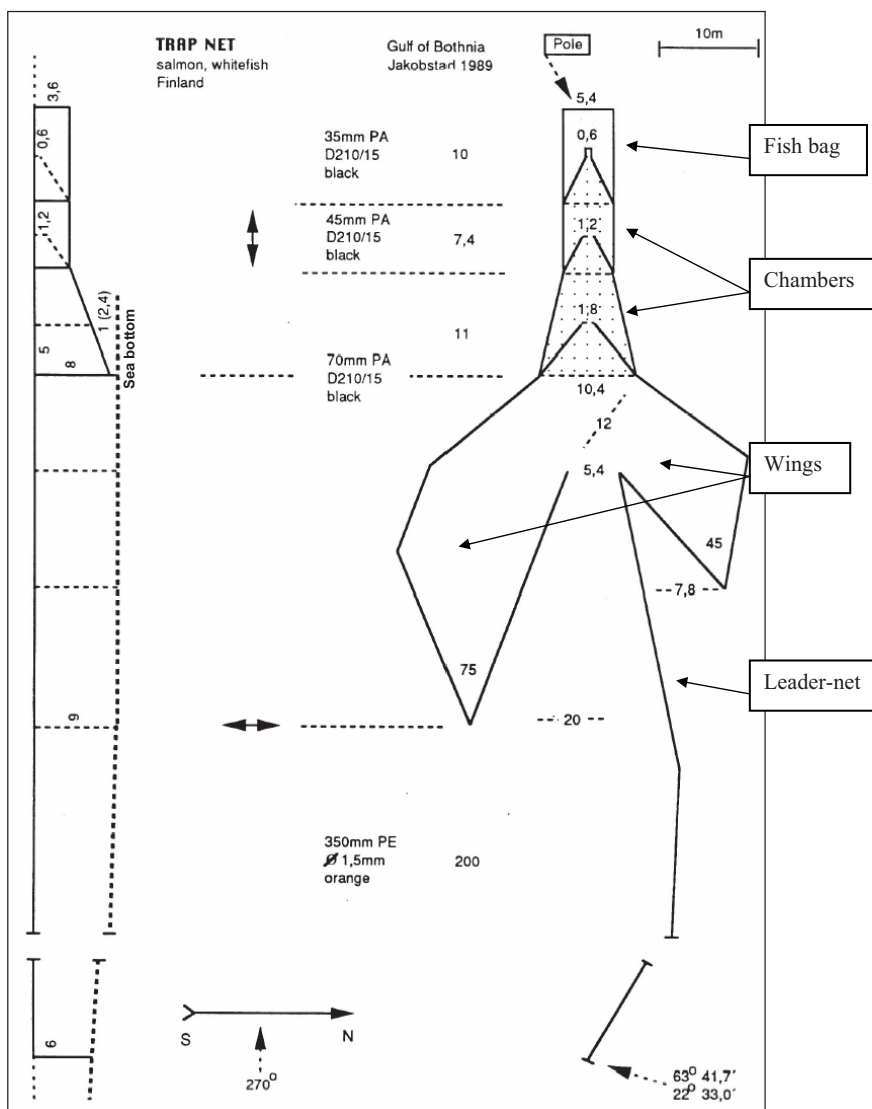 TRAP NET
salmon, whitefish
Finland
Gulf of Bothnia
Jakobstad 1989
Pole
10m
3,6
5,4
0,6
0,6
35mm PA
D210/15
black
10
Fish bag
1,2
45mm PA
D210/15
black
7,4
1,2
Chambers
1 (2,4)
5
8
Sea bottom
11
70mm PA
D210/15
black
1,8
10,4
12
5,4
Wings
45
7,8
75
9
20
Leader-net
350mm PE
Ø 1,5mm
orange
200
6
S
N
270°
63° 41,7´
22° 33,0´